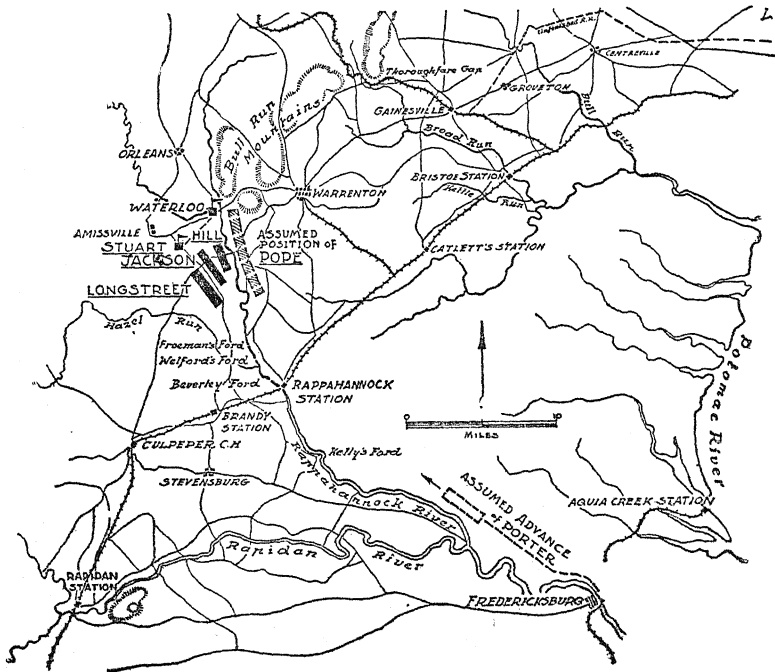 L
Unfinished R.R.
CENTREVILLE
Thoroughfare Gap
GROVETON
GAINESVILLE
Bull Run
Bull Run
Mountains
Broad Run
ORLEANS
BRISTOE STATION
Kettle Run
WARRENTON
WATERLOO
AMISSVILLE
HILL
STUART
JACKSON
ASSUMED
POSITION OF
POPE
CATLETT'S STATION
LONGSTREET
Hazel Run
Freeman's Ford
Welford's Ford
Beverley Ford
RAPPAHANNOCK
STATION
Potomac River
BRANDY
STATION
MILES
CULPEPER C.H
Kelly's Ford
STEVENSBURG
Rappahannock River
ASSUMED ADVANCE
of PORTER
AQUIA CREEK STATION
Rapidan River
RAPIDAN
STATION
FREDERICKSBURG